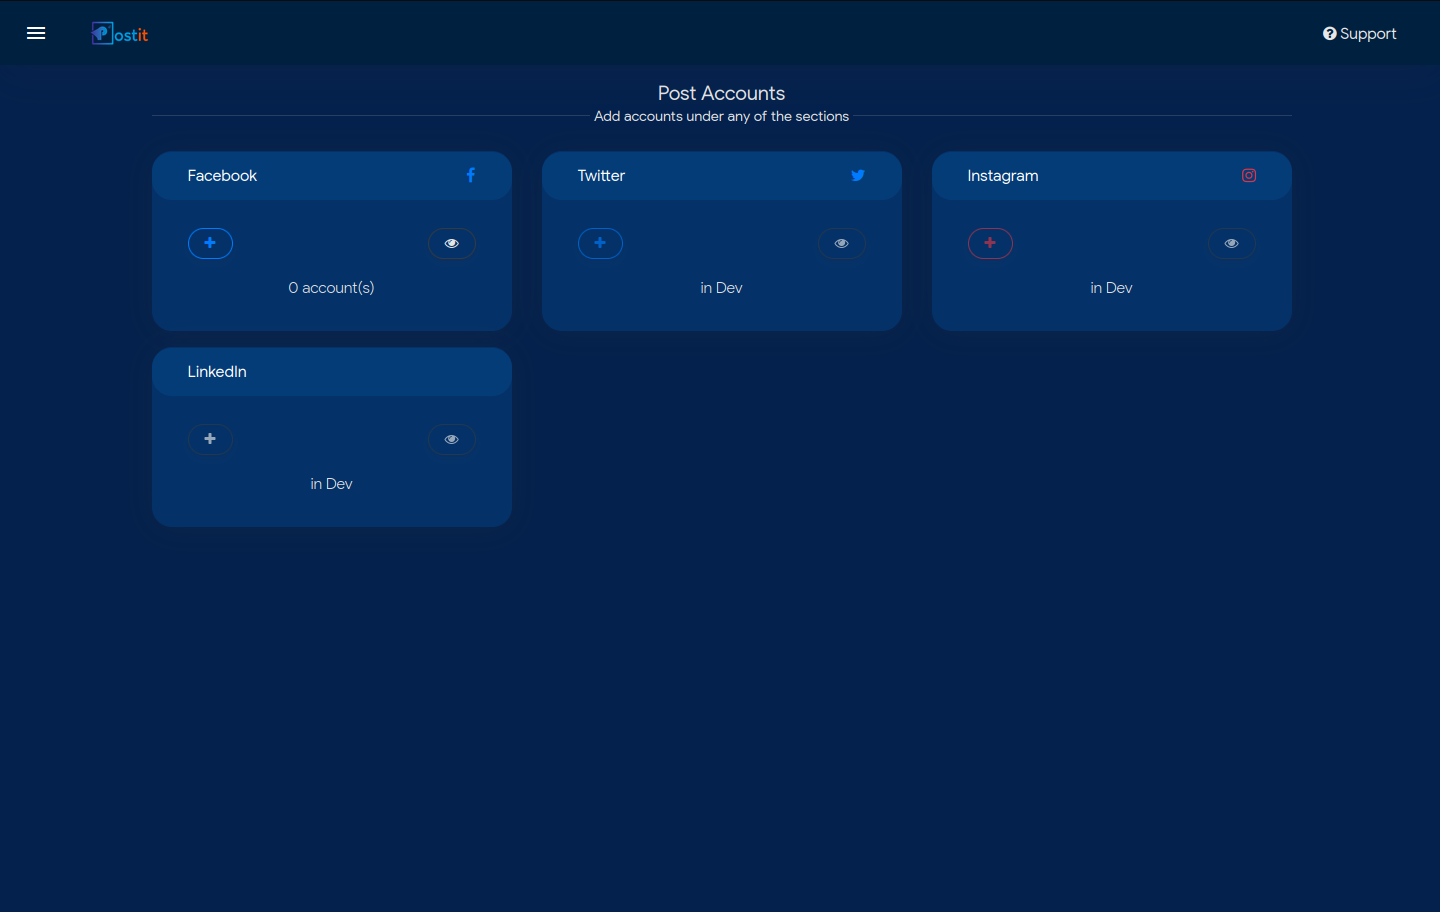 Postit
Support
Post Accounts
Add accounts under any of the sections
Facebook
Twitter
Instagram
0 account(s)
in Dev
in Dev
LinkedIn
in Dev